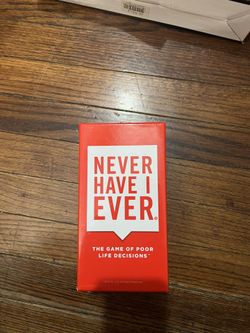 NEVER
HAVE I
EVER.®
THE GAME OF POOR
LIFE DECISIONS™